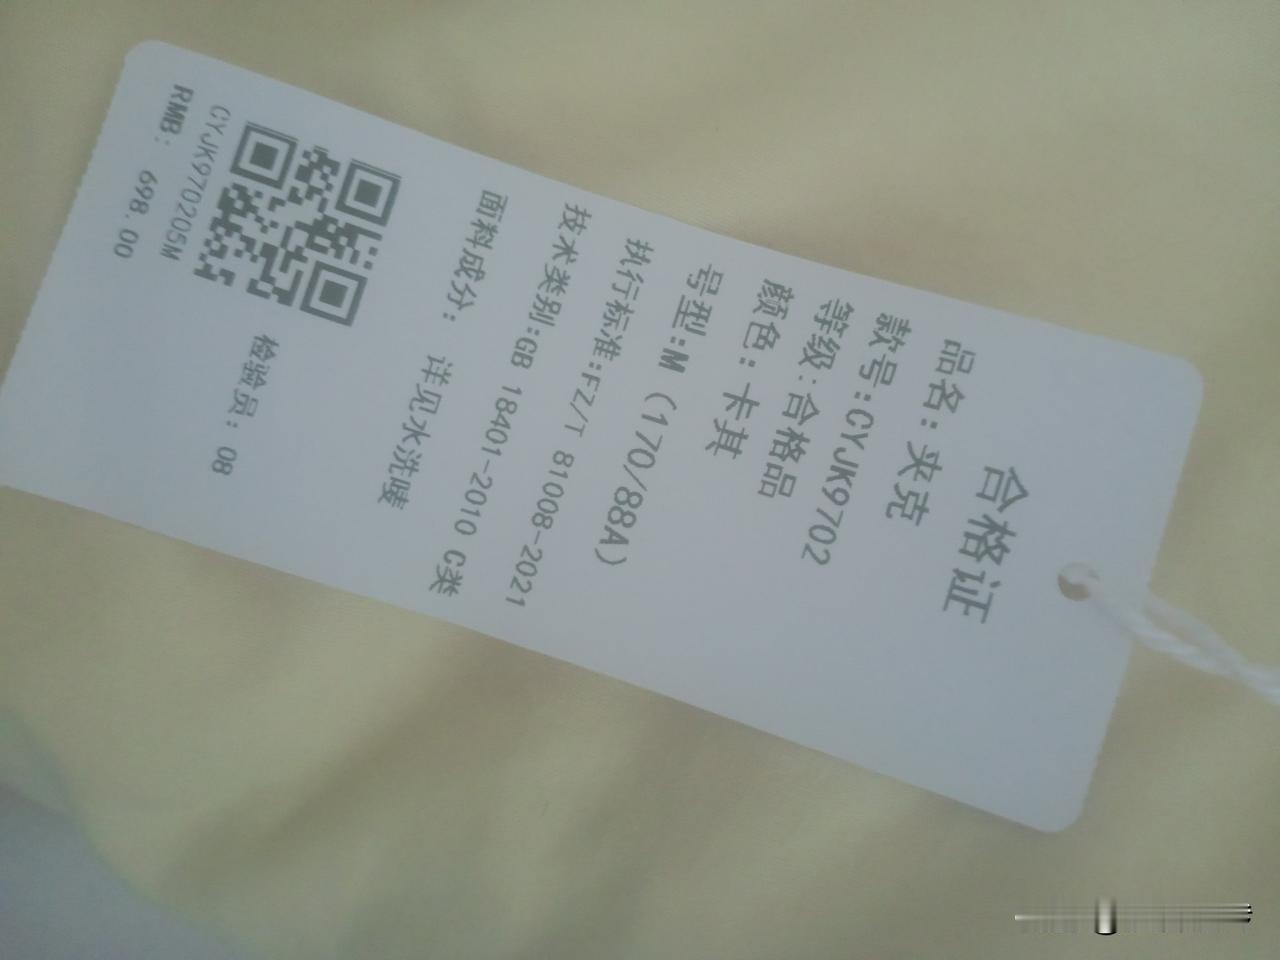 合格证
品名：夹克
款号:CYJK9702
等级:合格品
颜色：卡其
号型:M（170/88A）
执行标准:FZ/T 81008-2021
技术类别:GB 18401-2010 C类
面料成分： 详见水洗唛
检验员：08
CYJK970205M
RMB: 698.00